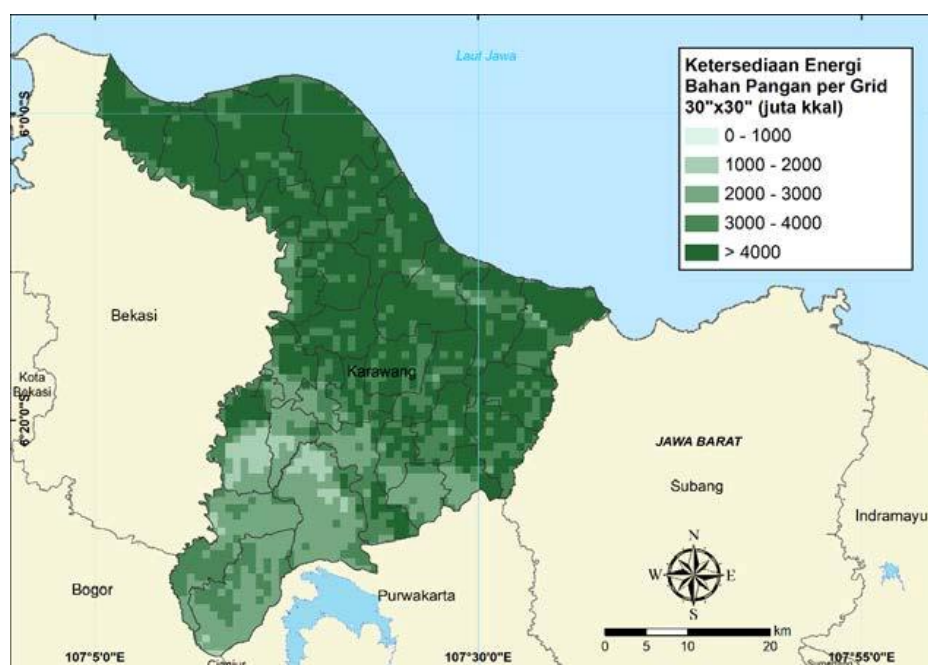 Laut Jawa
Ketersediaan Energi
Bahan Pangan per Grid
30"x30" (juta kkal)
0 - 1000
1000 - 2000
2000 - 3000
3000 - 4000
> 4000
6°0'0"S
Bekasi
Kota
Bekasi
Karawang
6°20'0"S
JAWA BARAT
Subang
Indramayu
N
W
E
S
Bogor
Purwakarta
km
0
5
10
20
107°5'0"E
107°30'0"E
107°55'0"E